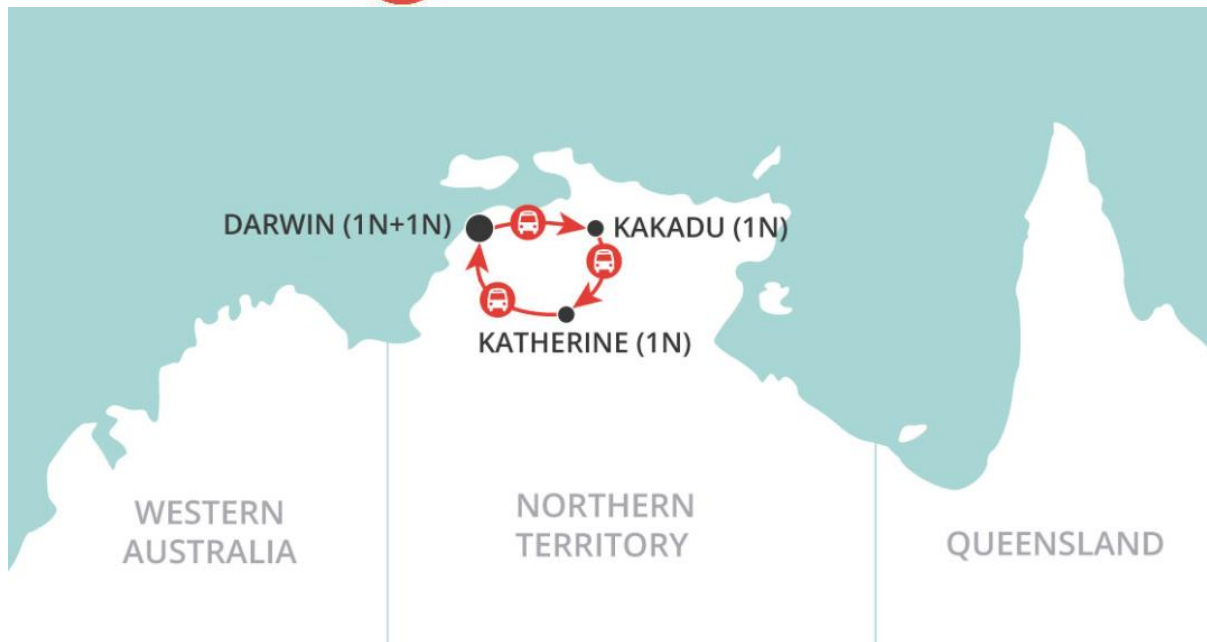 DARWIN (1N+1N)
KAKADU (1N)
KATHERINE (1N)
WESTERN
AUSTRALIA
NORTHERN
TERRITORY
QUEENSLAND